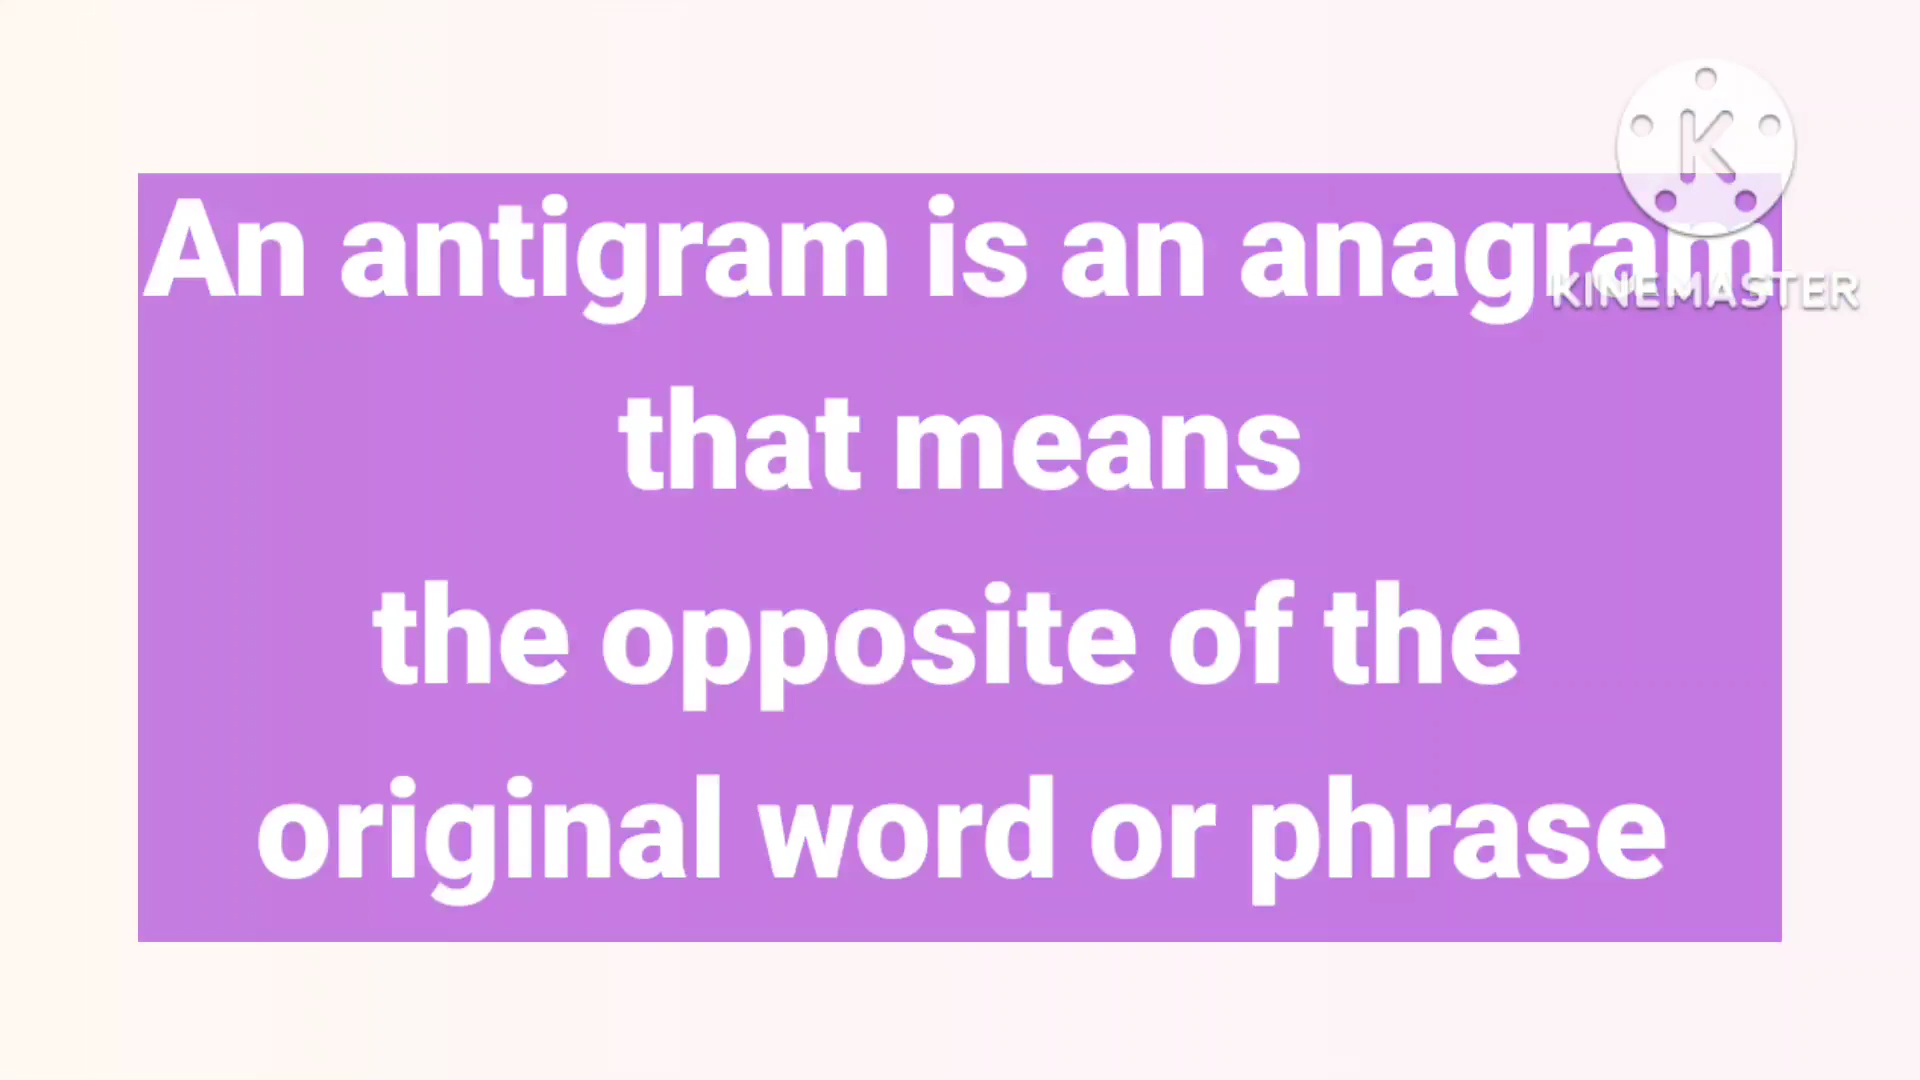 K
KINEMASTER
An antigram is an anagram
that means
the opposite of the
original word or phrase